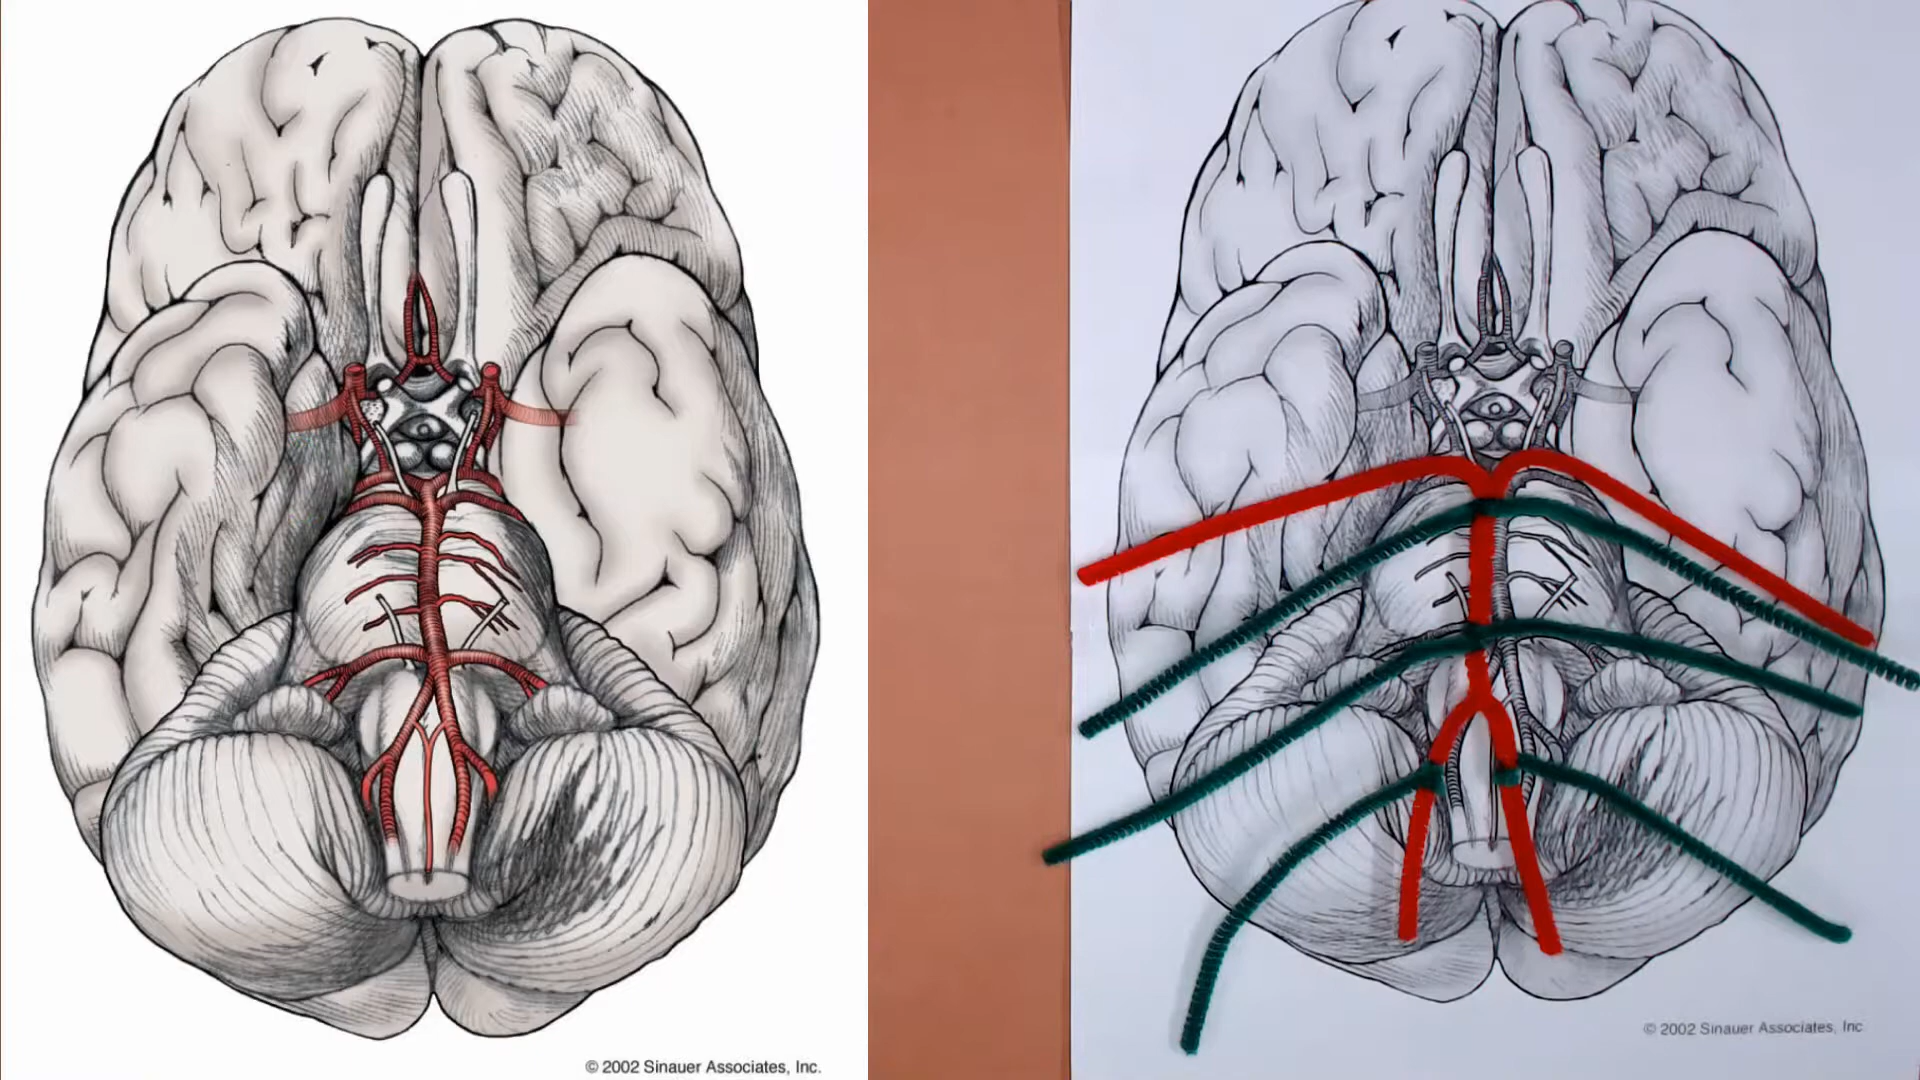 © 2002 Sinauer Associates, Inc.
© 2002 Sinauer Associates, Inc